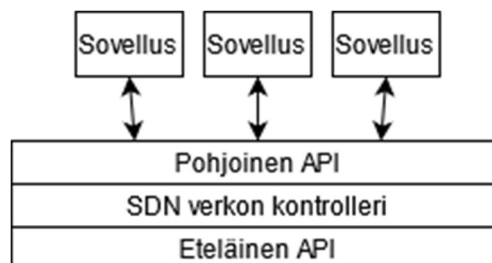 Sovellus Sovellus Sovellus
Pohjoinen API
SDN verkon kontrolleri
Eteläinen API